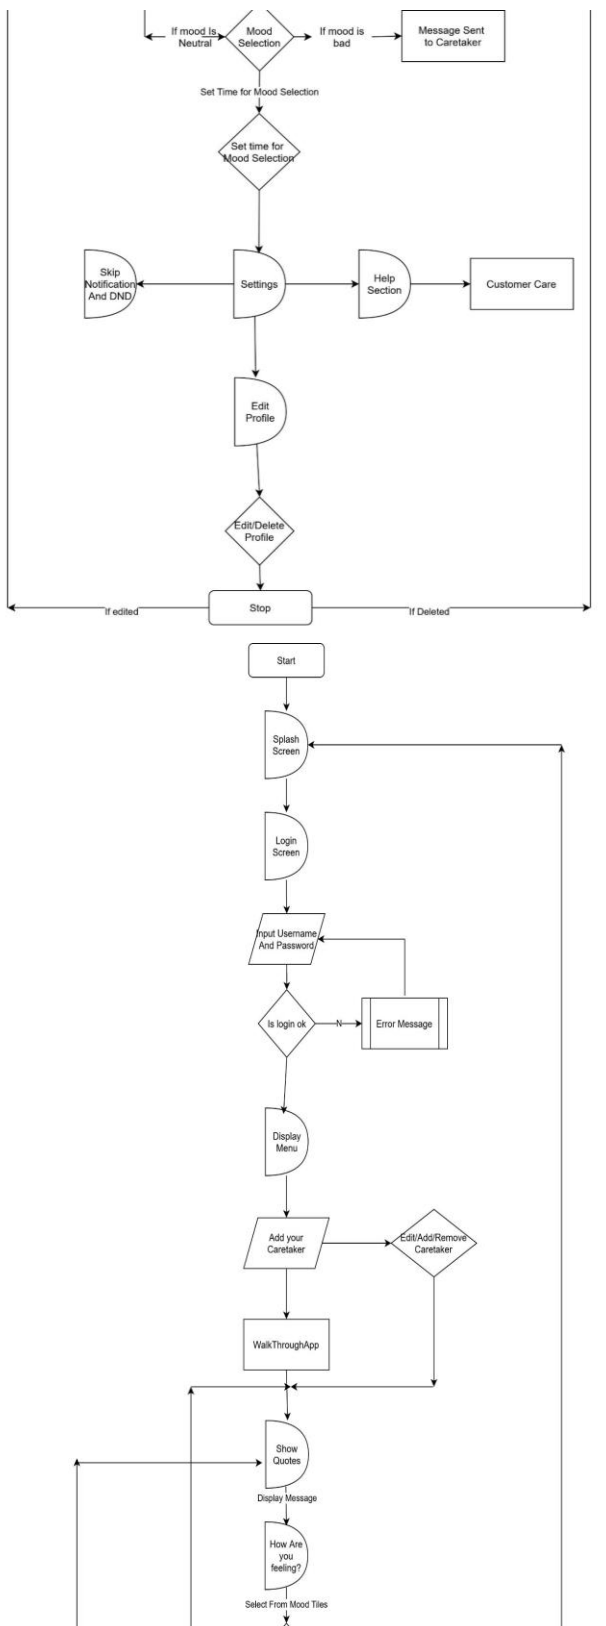 If mood Is
Neutral
Mood
Selection
If mood is
bad
Message Sent
to Caretaker
Set Time for Mood Selection
Set time for
Mood Selection
Skip
Notification
And DND
Settings
Help
Section
Customer Care
Edit
Profile
Edit/Delete
Profile
If edited
Stop
If Deleted
Start
Splash
Screen
Login
Screen
Input Username
And Password
Is login ok
N
Error Message
Display
Menu
Add your
Caretaker
Edit/Add/Remove
Caretaker
WalkThroughApp
Show
Quotes
Display Message
How Are
you
feeling?
Select From Mood Tiles